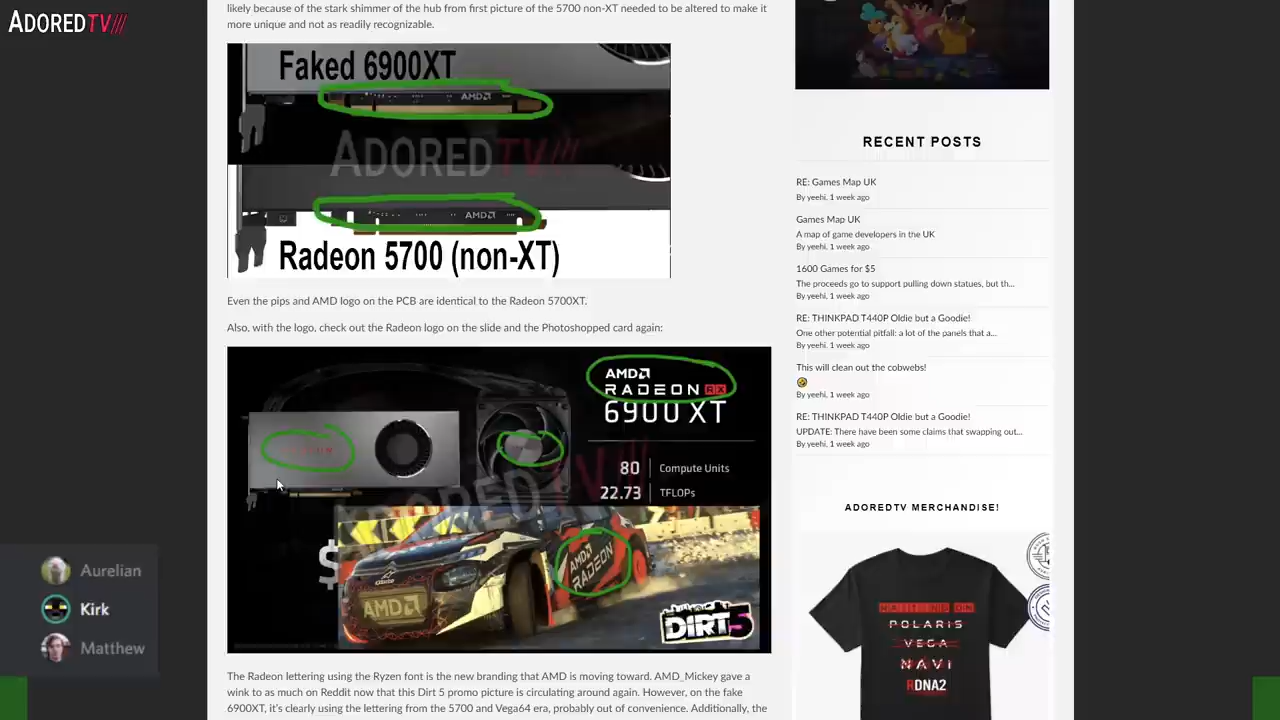 ADOREDTV
likely because of the stark shimmer of the hub from first picture of the 5700 non-XT needed to be altered to make it
more unique and not as readily recognizable.
Faked 6900XT
AMD
ADOREDTV
AMD
Radeon 5700 (non-XT)
Even the pips and AMD logo on the PCB are identical to the Radeon 5700XT.
Also, with the logo, check out the Radeon logo on the slide and the Photoshopped card again:
AMD
RADEON RX
6900 XT
RADEON
80 Compute Units
22.73 TFLOPs
ADOREDTV
$
AMD
RADEON
AMD
DIRT 5
The Radeon lettering using the Ryzen font is the new branding that AMD is moving toward. AMD_Mickey gave a
wink to as much on Reddit now that this Dirt 5 promo picture is circulating around again. However, on the fake
6900XT, it's clearly using the lettering from the 5700 and Vega64 era, probably out of convenience. Additionally, the
RECENT POSTS
RE: Games Map UK
By yeehi, 1 week ago
Games Map UK
A map of game developers in the UK
By yeehi, 1 week ago
1600 Games for $5
The proceeds go to support pulling down statues, but th...
By yeehi, 1 week ago
RE: THINKPAD T440P Oldie but a Goodie!
One other potential pitfall: a lot of the panels that a...
By yeehi, 1 week ago
This will clean out the cobwebs!
By yeehi, 1 week ago
RE: THINKPAD T440P Oldie but a Goodie!
UPDATE: There have been some claims that swapping out...
By yeehi, 1 week ago
ADOREDTV MERCHANDISE!
WAITING ON
POLARIS
VEGA
NAVI
RDNA2
Aurelian
Kirk
Matthew